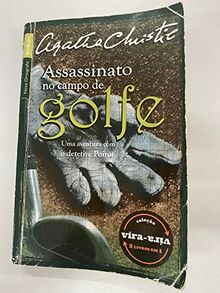 Agatha Christie
Assassinato
no campo de
golfe
Uma aventura com
o detetive Poirot
coleção
vira-vira
2 LIVROS EM 1